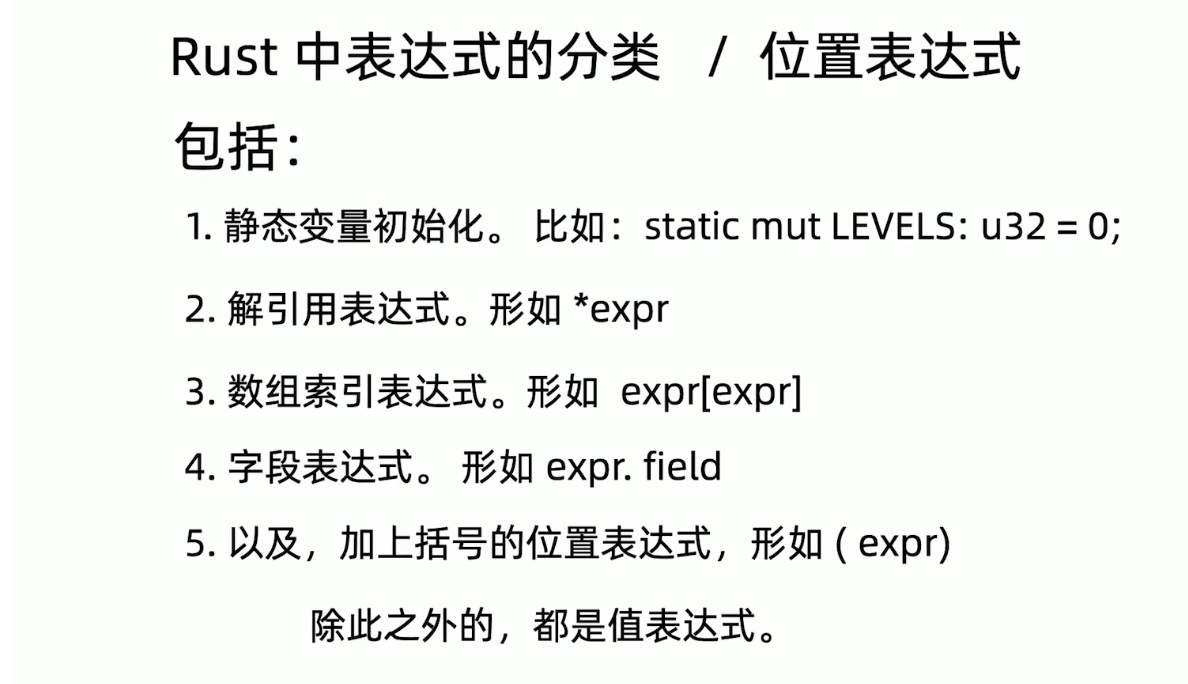 Rust 中表达式的分类 / 位置表达式
包括：
1. 静态变量初始化。 比如：static mut LEVELS: u32 = 0;
2. 解引用表达式。形如 *expr
3. 数组索引表达式。形如 expr[expr]
4. 字段表达式。 形如 expr. field
5. 以及，加上括号的位置表达式，形如 ( expr)
除此之外的，都是值表达式。